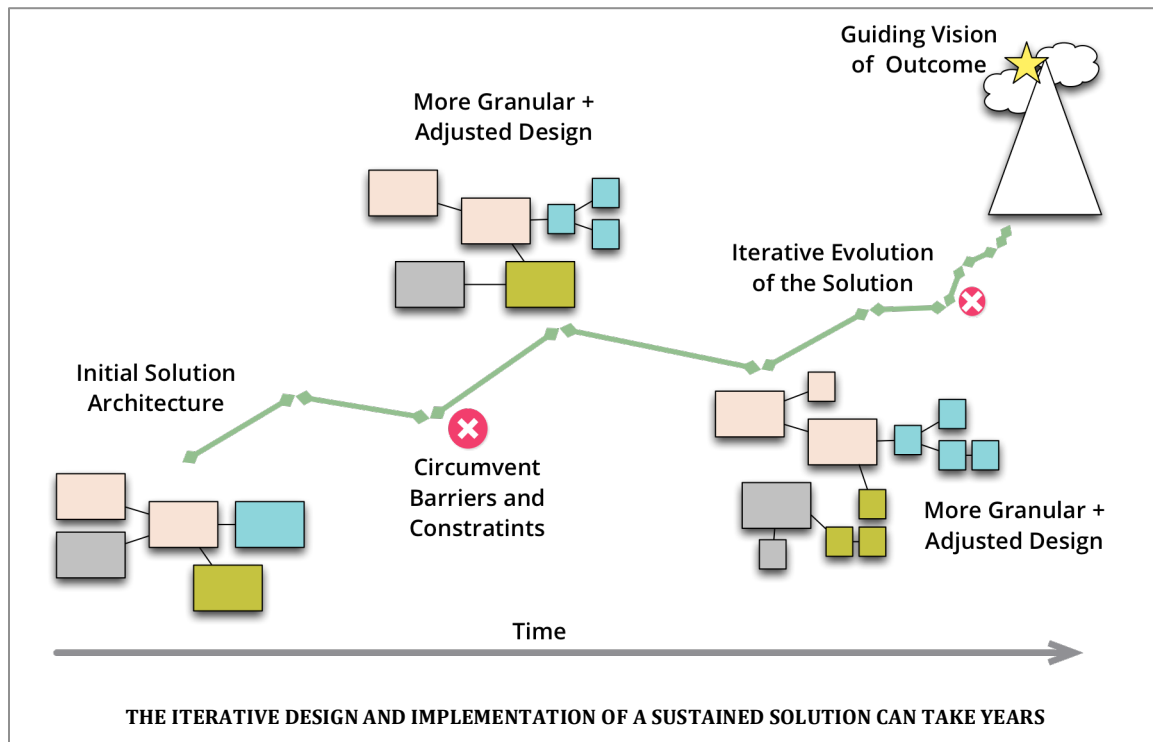 Guiding Vision
of Outcome
More Granular +
Adjusted Design
Iterative Evolution
of the Solution
Initial Solution
Architecture
Circumvent
Barriers and
Constratints
More Granular +
Adjusted Design
Time
THE ITERATIVE DESIGN AND IMPLEMENTATION OF A SUSTAINED SOLUTION CAN TAKE YEARS